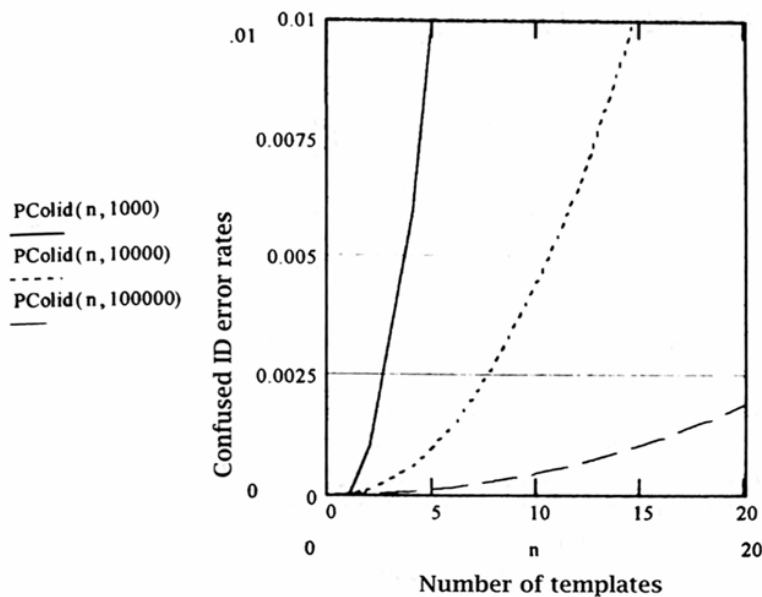 0.01
.01
0.0075
PColid(n,1000)
PColid(n,10000)
PColid(n,100000)
0.005
0.0025
0
0
Confused ID error rates
0
5
10
15
20
0
n
20
Number of templates